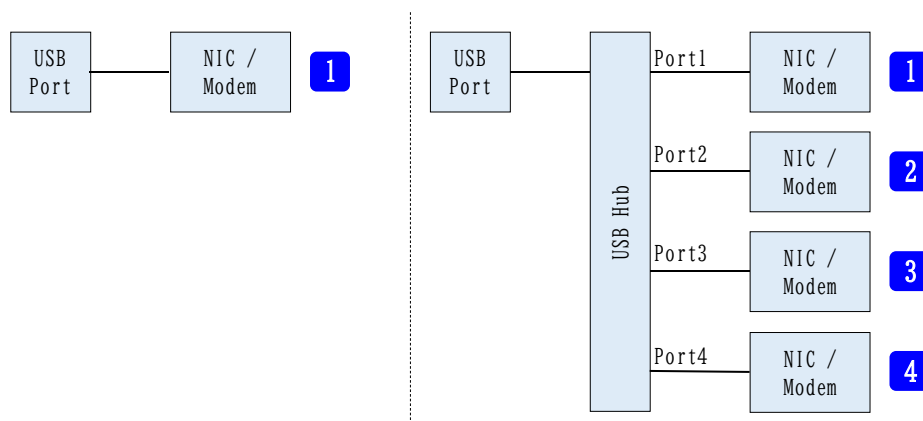 USB
Port
NIC /
Modem
1
USB
Port
USB Hub
Port1
NIC /
Modem
1
Port2
NIC /
Modem
2
Port3
NIC /
Modem
3
Port4
NIC /
Modem
4